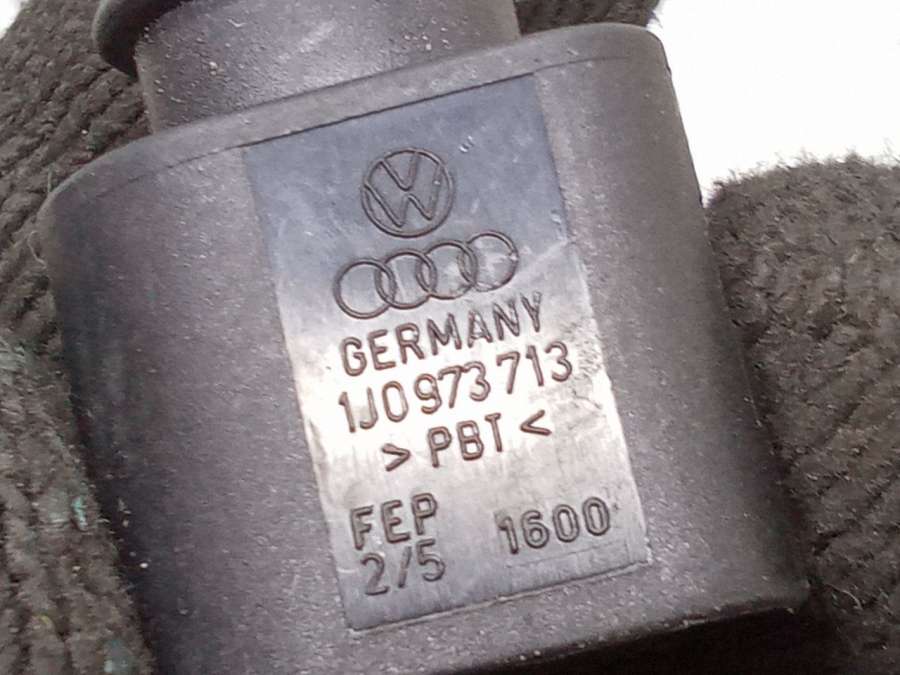 GERMANY
1J0 973 713
> PBT <
FEP 1600
2/5